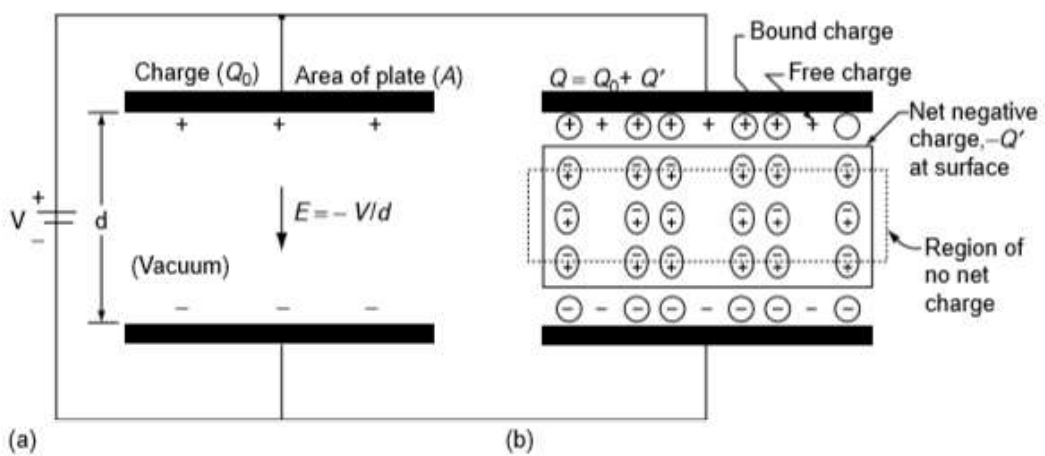 Charge (Q₀)
Area of plate (A)
+ + +
+
V
–
d
E = – V/d
(Vacuum)
– – –
(a)
Bound charge
Free charge
Q = Q₀ + Q′
+ + + + + + + +
Net negative
charge, –Q′
at surface
Region of
no net
charge
– – – – – – – –
(b)